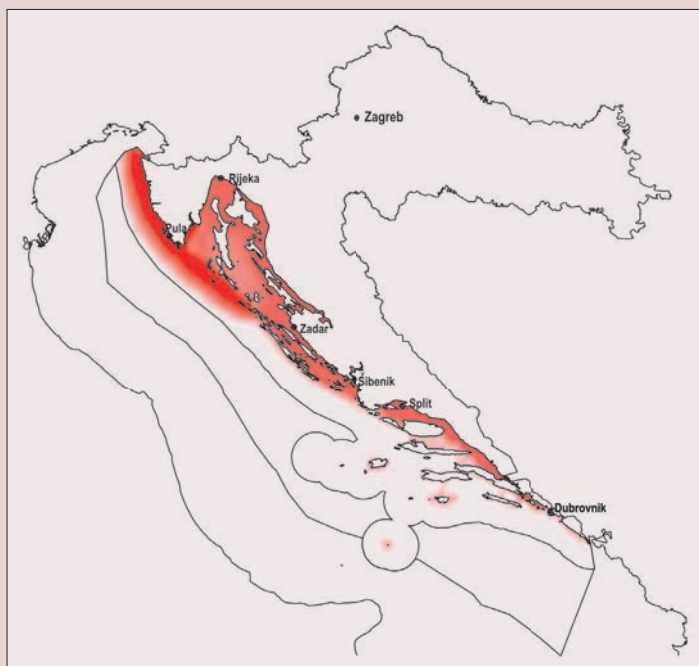 Zagreb
Rijeka
Pula
Zadar
Šibenik
Split
Dubrovnik